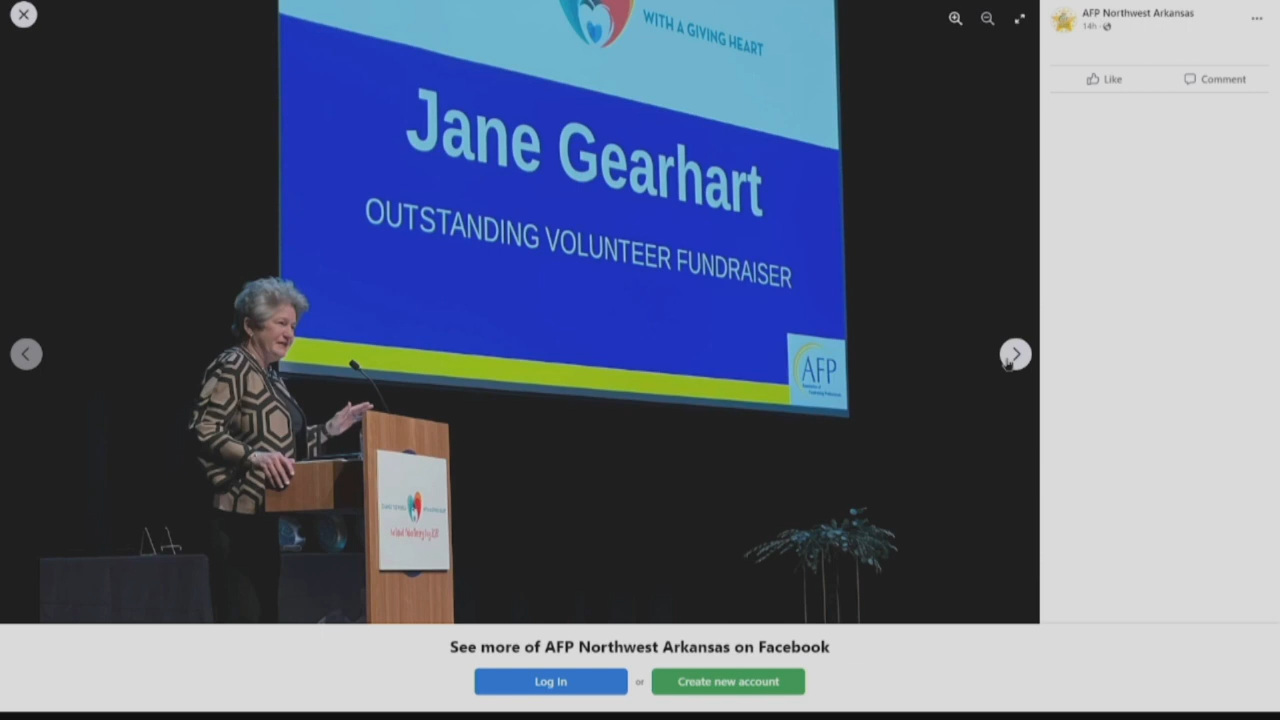 WITH A GIVING HEART
Jane Gearhart
OUTSTANDING VOLUNTEER FUNDRAISER
AFP
AFP Northwest Arkansas
14h
Like
Comment
See more of AFP Northwest Arkansas on Facebook
Log In
or
Create new account